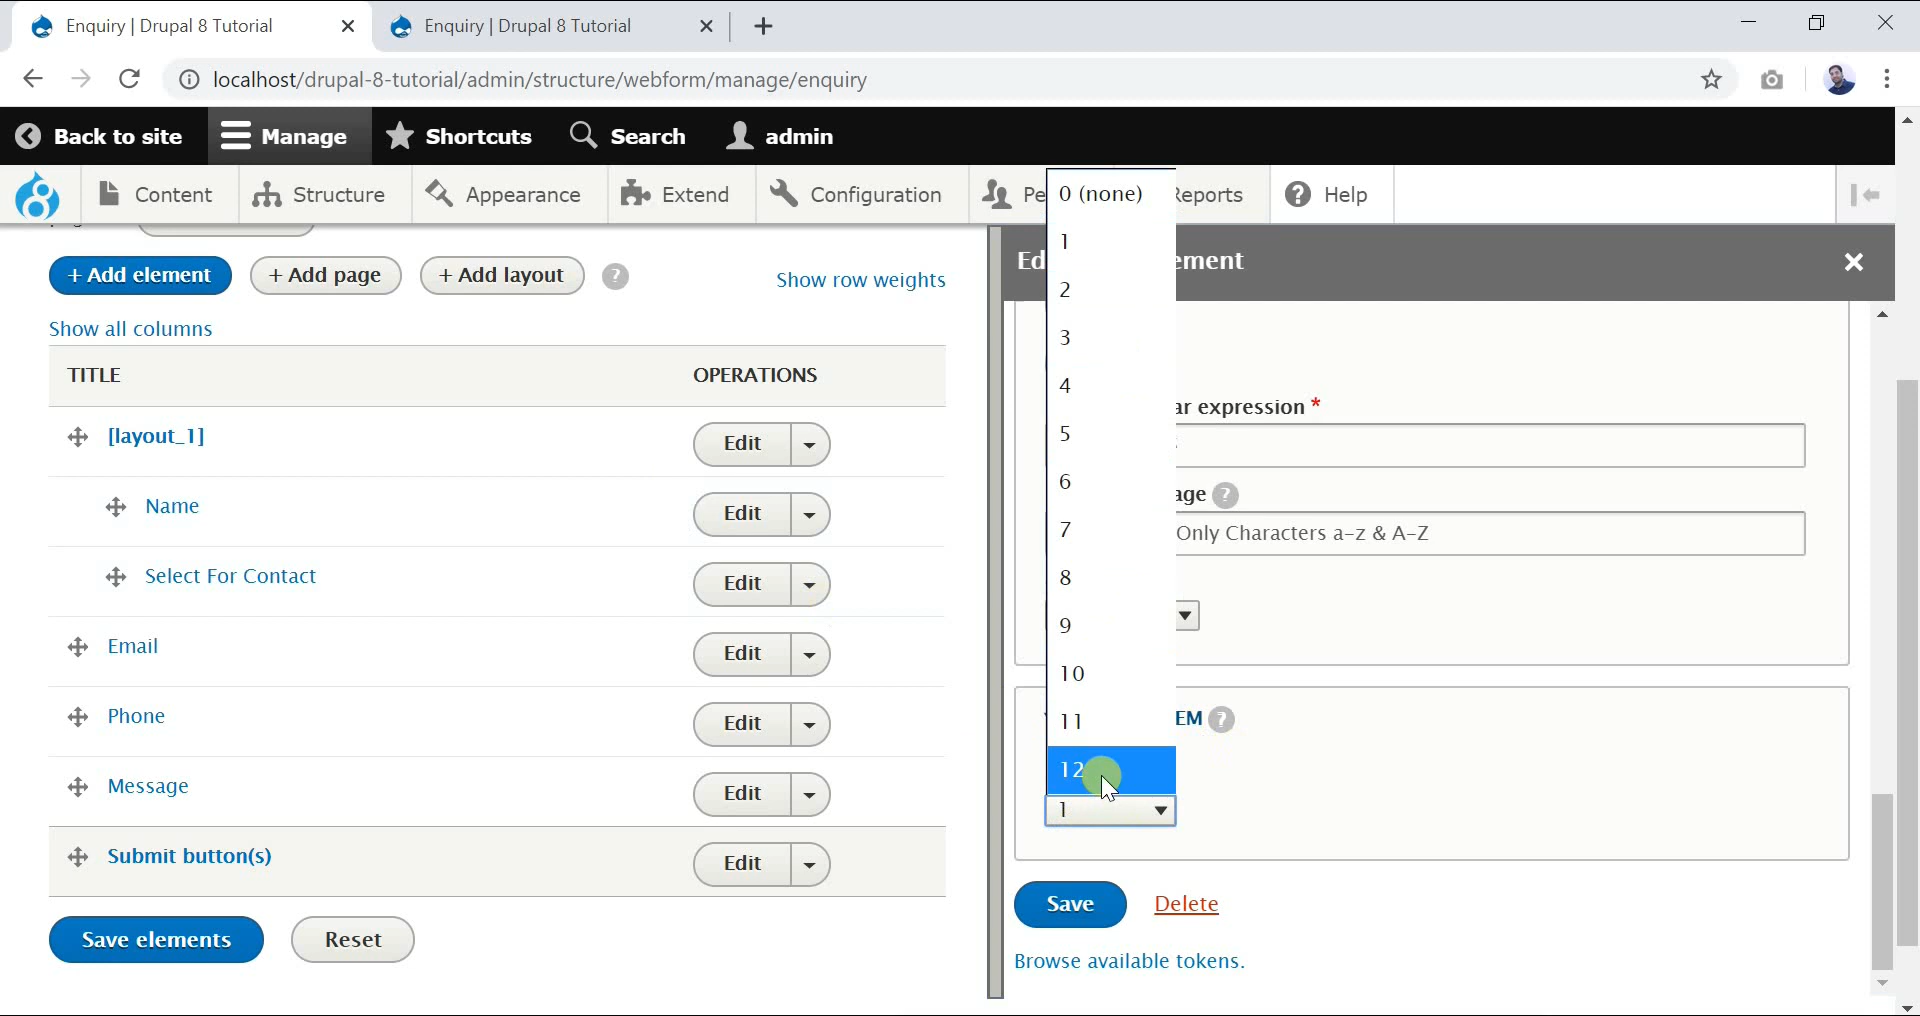 Enquiry | Drupal 8 Tutorial
Enquiry | Drupal 8 Tutorial
localhost/drupal-8-tutorial/admin/structure/webform/manage/enquiry
Back to site
Manage
Shortcuts
Search
admin
Content
Structure
Appearance
Extend
Configuration
Pe
Reports
Help
+ Add element
+ Add page
+ Add layout
?
Show row weights
Show all columns
TITLE
OPERATIONS
[layout_1]
Edit
Name
Edit
Select For Contact
Edit
Email
Edit
Phone
Edit
Message
Edit
Submit button(s)
Edit
Save elements
Reset
Ed
ement
0 (none)
1
2
3
4
5
6
7
8
9
10
11
12
1
ar expression *
age ?
Only Characters a-z & A-Z
EM ?
Save
Delete
Browse available tokens.